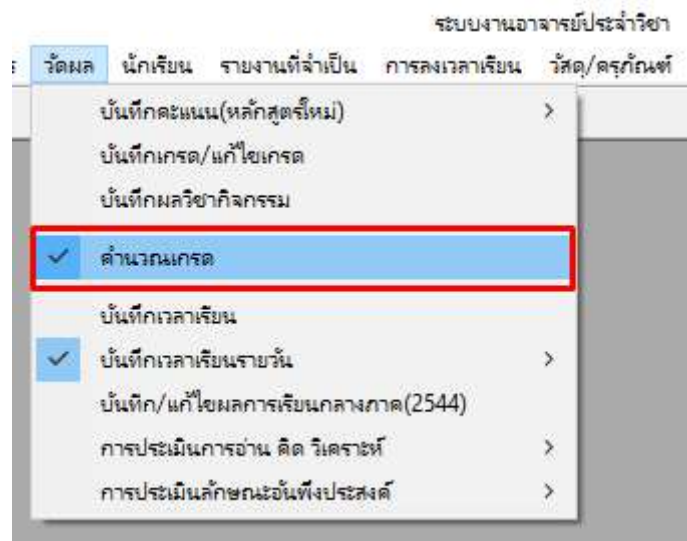 ระบบงานอาจารย์ประจำวิชา
วัดผล นักเรียน รายงานที่จำเป็น การลงเวลาเรียน วัสดุ/ครุภัณฑ์
บันทึกคะแนน(หลักสูตรใหม่)
บันทึกเกรด/แก้ไขเกรด
บันทึกผลวิชากิจกรรม
คำนวณเกรด
บันทึกเวลาเรียน
บันทึกเวลาเรียนรายวัน
บันทึก/แก้ไขผลการเรียนกลางภาค(2544)
การประเมินการอ่าน คิด วิเคราะห์
การประเมินลักษณะอันพึงประสงค์